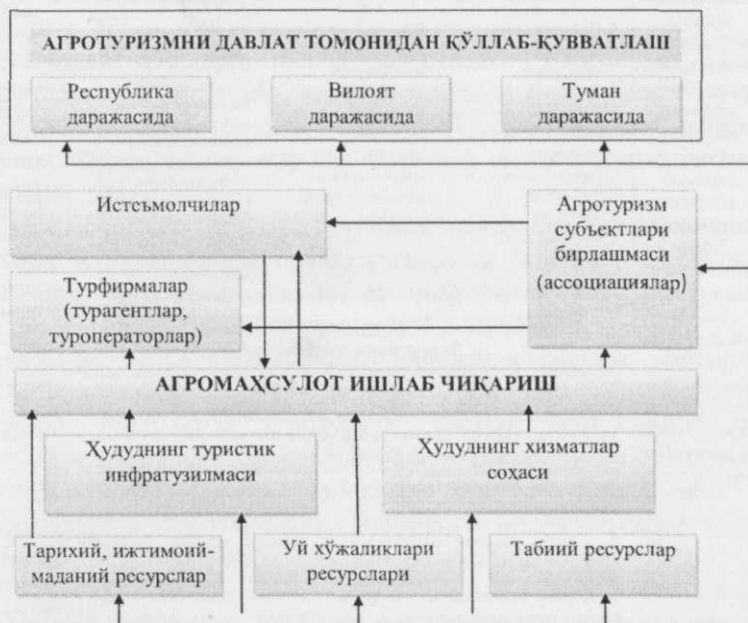 АГРОТУРИЗМНИ ДАВЛАТ ТОМОНИДАН ҚЎЛЛАБ-ҚУВВАТЛАШ
Республика
даражасида
Вилоят
даражасида
Туман
даражасида
Истеъмолчилар
Агротуризм
субъектлари
бирлашмаси
(ассоциациялар)
Турфирмалар
(турагентлар,
туроператорлар)
АГРОМАҲСУЛОТ ИШЛАБ ЧИҚАРИШ
Ҳудуднинг туристик
инфратузилмаси
Ҳудуднинг хизматлар
соҳаси
Тарихий, ижтимоий-
маданий ресурслар
Уй хўжаликлари
ресурслари
Табиий ресурслар